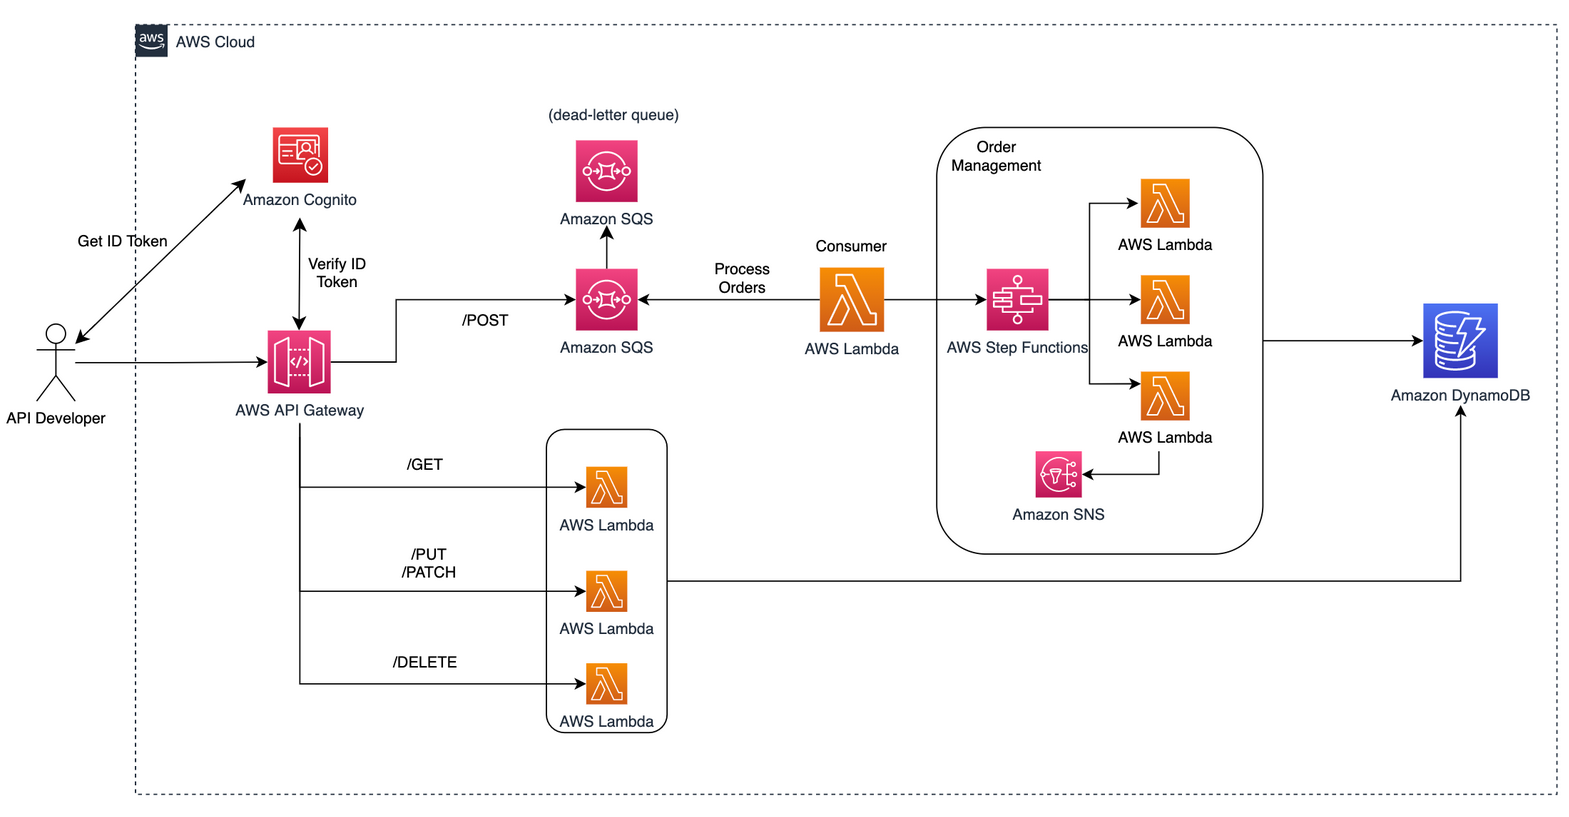 aws
AWS Cloud
(dead-letter queue)
Amazon SQS
Amazon Cognito
Get ID Token
Verify ID
Token
API Developer
AWS API Gateway
/POST
Amazon SQS
Process
Orders
Consumer
AWS Lambda
Order
Management
AWS Step Functions
AWS Lambda
AWS Lambda
AWS Lambda
Amazon SNS
Amazon DynamoDB
/GET
AWS Lambda
/PUT
/PATCH
AWS Lambda
/DELETE
AWS Lambda